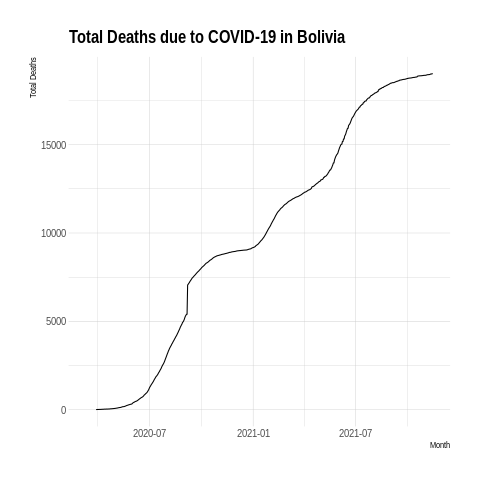 Total Deaths due to COVID-19 in Bolivia
Total Deaths
15000
10000
5000
0
2020-07 2021-01 2021-07
Month